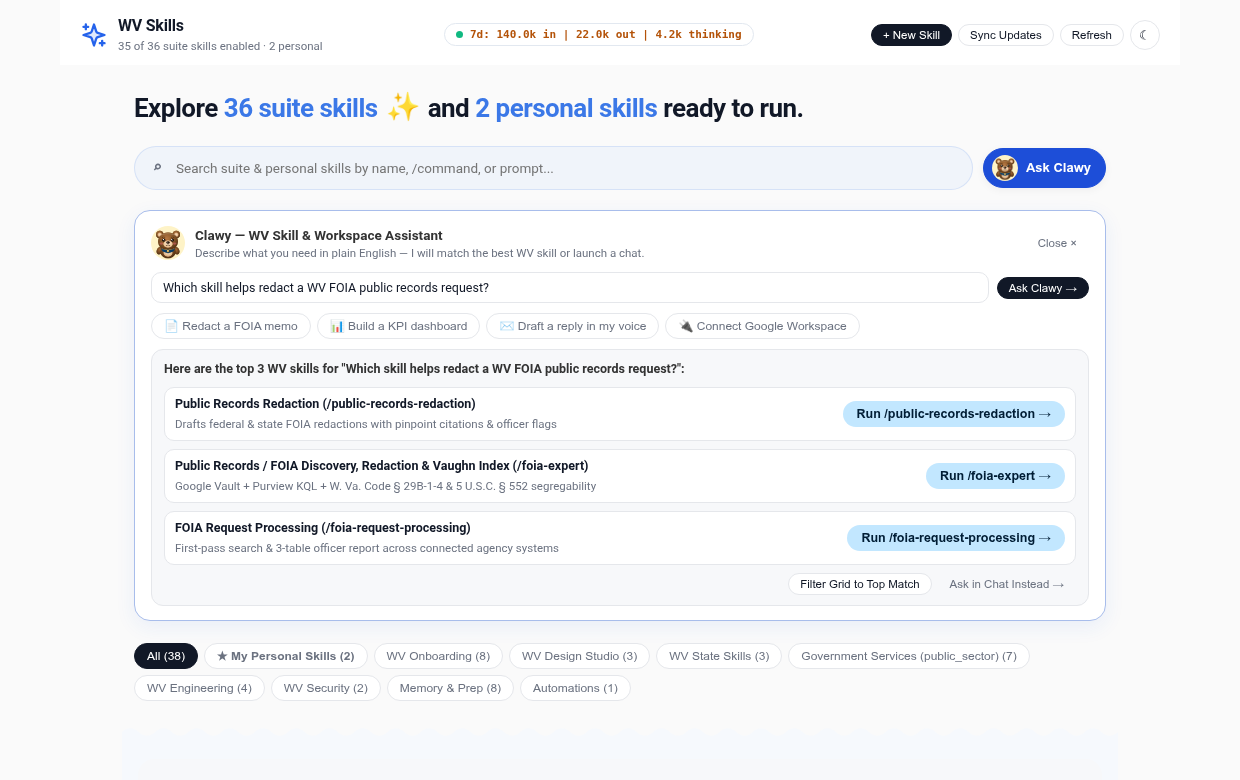 WV Skills
35 of 36 suite skills enabled · 2 personal
7d: 140.0k in | 22.0k out | 4.2k thinking
+ New Skill
Sync Updates
Refresh
Explore 36 suite skills ✨ and 2 personal skills ready to run.
Search suite & personal skills by name, /command, or prompt...
Ask Clawy
Clawy — WV Skill & Workspace Assistant
Describe what you need in plain English — I will match the best WV skill or launch a chat.
Close ×
Which skill helps redact a WV FOIA public records request?
Ask Clawy →
📄 Redact a FOIA memo
📊 Build a KPI dashboard
✉️ Draft a reply in my voice
🔌 Connect Google Workspace
Here are the top 3 WV skills for "Which skill helps redact a WV FOIA public records request?":
Public Records Redaction (/public-records-redaction)
Drafts federal & state FOIA redactions with pinpoint citations & officer flags
Run /public-records-redaction →
Public Records / FOIA Discovery, Redaction & Vaughn Index (/foia-expert)
Google Vault + Purview KQL + W. Va. Code § 29B-1-4 & 5 U.S.C. § 552 segregability
Run /foia-expert →
FOIA Request Processing (/foia-request-processing)
First-pass search & 3-table officer report across connected agency systems
Run /foia-request-processing →
Filter Grid to Top Match
Ask in Chat Instead →
All (38)
★ My Personal Skills (2)
WV Onboarding (8)
WV Design Studio (3)
WV State Skills (3)
Government Services (public_sector) (7)
WV Engineering (4)
WV Security (2)
Memory & Prep (8)
Automations (1)